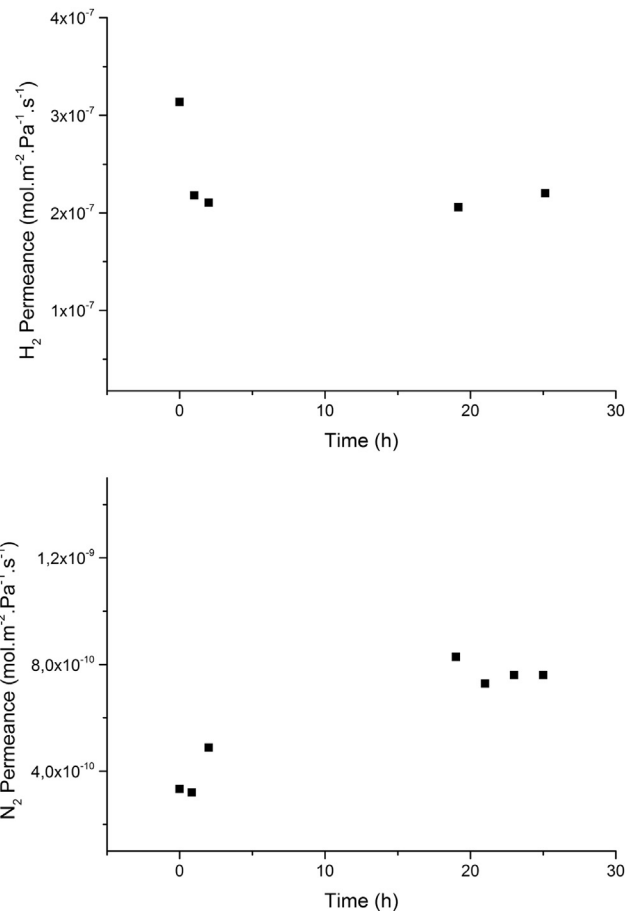 4x10⁻⁷
3x10⁻⁷
2x10⁻⁷
1x10⁻⁷
H₂ Permeance (mol.m⁻².Pa⁻¹.s⁻¹)
0 10 20 30
Time (h)
1,2x10⁻⁹
8,0x10⁻¹⁰
4,0x10⁻¹⁰
N₂ Permeance (mol.m⁻².Pa⁻¹.s⁻¹)
0 10 20 30
Time (h)